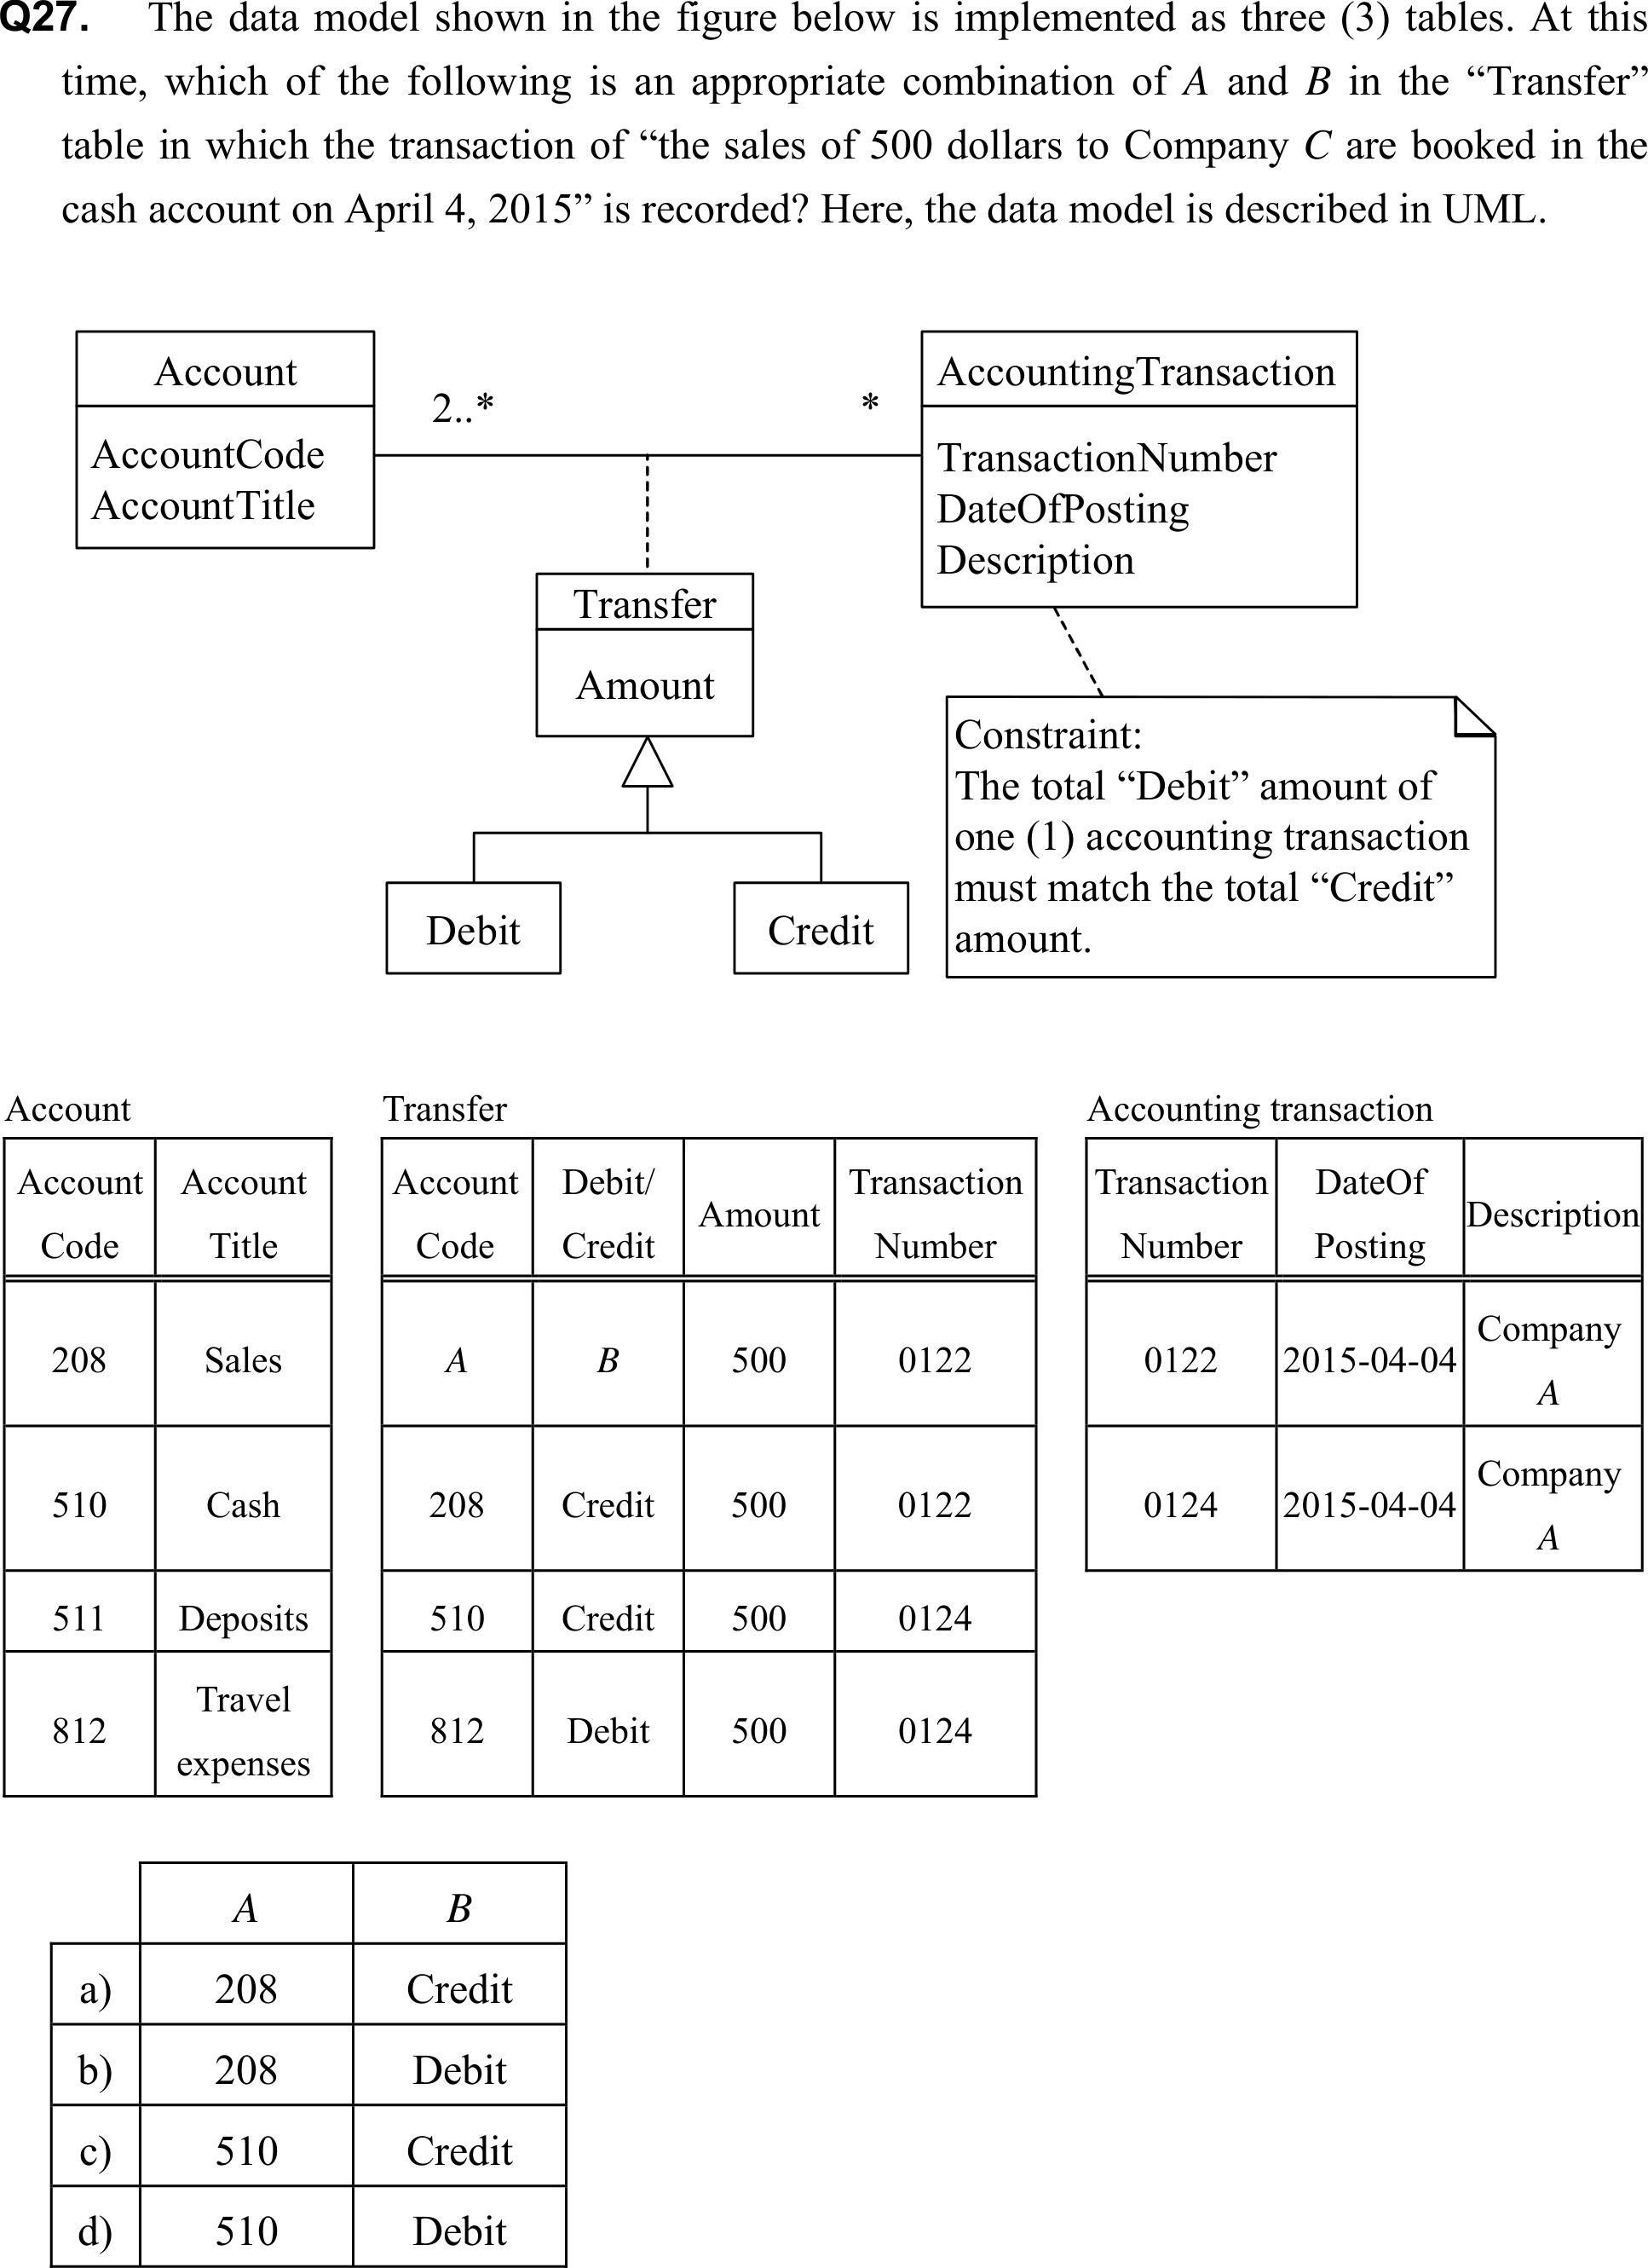 Q27. The data model shown in the figure below is implemented as three (3) tables. At this
time, which of the following is an appropriate combination of A and B in the “Transfer”
table in which the transaction of “the sales of 500 dollars to Company C are booked in the
cash account on April 4, 2015” is recorded? Here, the data model is described in UML.
Account
AccountCode
AccountTitle
2..*
*
AccountingTransaction
TransactionNumber
DateOfPosting
Description
Transfer
Amount
Debit
Credit
Constraint:
The total “Debit” amount of
one (1) accounting transaction
must match the total “Credit”
amount.
Account
Account Code | Account Title
208 | Sales
510 | Cash
511 | Deposits
812 | Travel expenses
Transfer
Account Code | Debit/ Credit | Amount | Transaction Number
A | B | 500 | 0122
208 | Credit | 500 | 0122
510 | Credit | 500 | 0124
812 | Debit | 500 | 0124
Accounting transaction
Transaction Number | DateOf Posting | Description
0122 | 2015-04-04 | Company A
0124 | 2015-04-04 | Company A
A | B
a) | 208 | Credit
b) | 208 | Debit
c) | 510 | Credit
d) | 510 | Debit